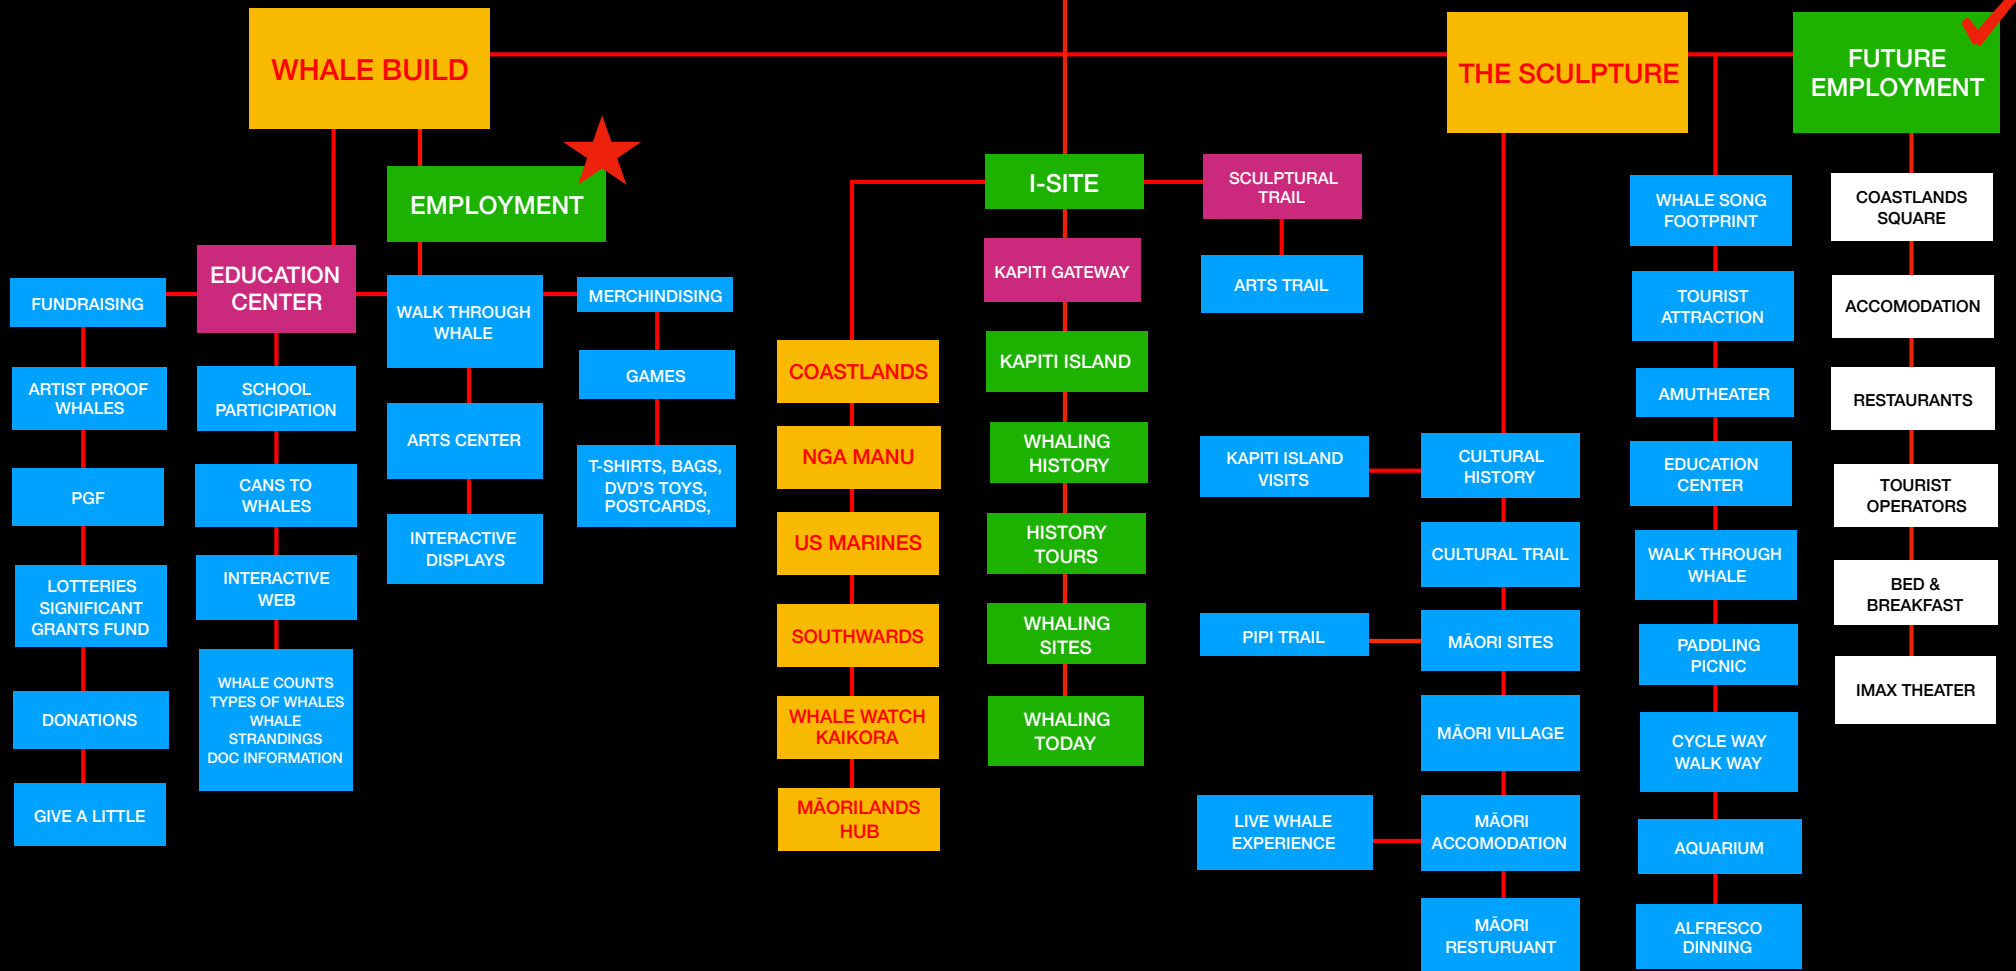 WHALE BUILD
THE SCULPTURE
FUTURE
EMPLOYMENT
EMPLOYMENT
EDUCATION
CENTER
FUNDRAISING
ARTIST PROOF
WHALES
PGF
LOTTERIES
SIGNIFICANT
GRANTS FUND
DONATIONS
GIVE A LITTLE
SCHOOL
PARTICIPATION
CANS TO
WHALES
INTERACTIVE
WEB
WHALE COUNTS
TYPES OF WHALES
WHALE
STRANDINGS
DOC INFORMATION
WALK THROUGH
WHALE
ARTS CENTER
INTERACTIVE
DISPLAYS
MERCHINDISING
GAMES
T-SHIRTS, BAGS,
DVD'S TOYS,
POSTCARDS,
I-SITE
SCULPTURAL
TRAIL
ARTS TRAIL
COASTLANDS
NGA MANU
US MARINES
SOUTHWARDS
WHALE WATCH
KAIKORA
MĀORILANDS
HUB
KAPITI GATEWAY
KAPITI ISLAND
WHALING
HISTORY
HISTORY
TOURS
WHALING
SITES
WHALING
TODAY
KAPITI ISLAND
VISITS
PIPI TRAIL
LIVE WHALE
EXPERIENCE
CULTURAL
HISTORY
CULTURAL TRAIL
MĀORI SITES
MĀORI VILLAGE
MĀORI
ACCOMODATION
MĀORI
RESTURUANT
WHALE SONG
FOOTPRINT
TOURIST
ATTRACTION
AMUTHEATER
EDUCATION
CENTER
WALK THROUGH
WHALE
PADDLING
PICNIC
CYCLE WAY
WALK WAY
AQUARIUM
ALFRESCO
DINNING
COASTLANDS
SQUARE
ACCOMODATION
RESTAURANTS
TOURIST
OPERATORS
BED &
BREAKFAST
IMAX THEATER